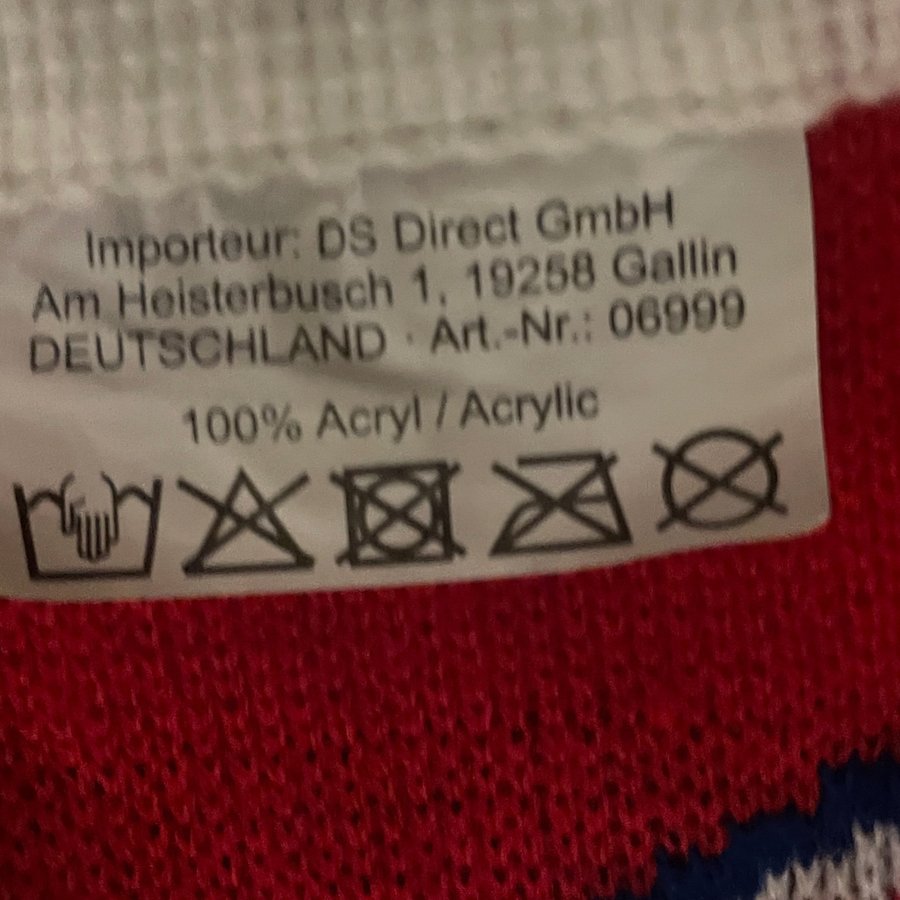 Importeur: DS Direct GmbH
Am Heisterbusch 1, 19258 Gallin
DEUTSCHLAND · Art.-Nr.: 06999
100% Acryl / Acrylic